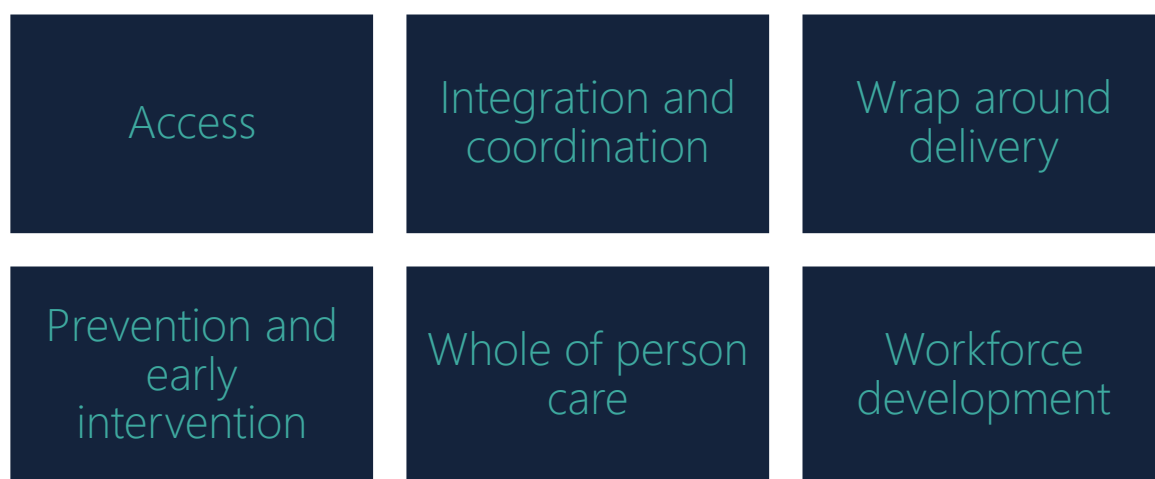 Access
Integration and
coordination
Wrap around
delivery
Prevention and
early
intervention
Whole of person
care
Workforce
development